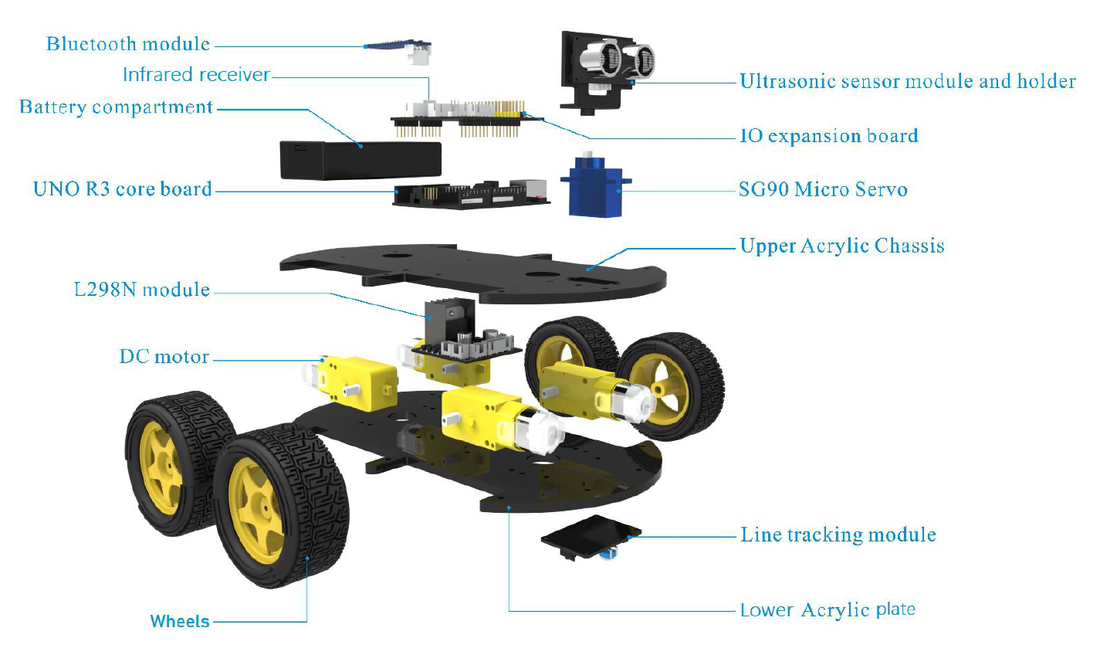 Bluetooth module
Infrared receiver
Battery compartment
UNO R3 core board
L298N module
DC motor
Wheels
Ultrasonic sensor module and holder
IO expansion board
SG90 Micro Servo
Upper Acrylic Chassis
Line tracking module
Lower Acrylic plate